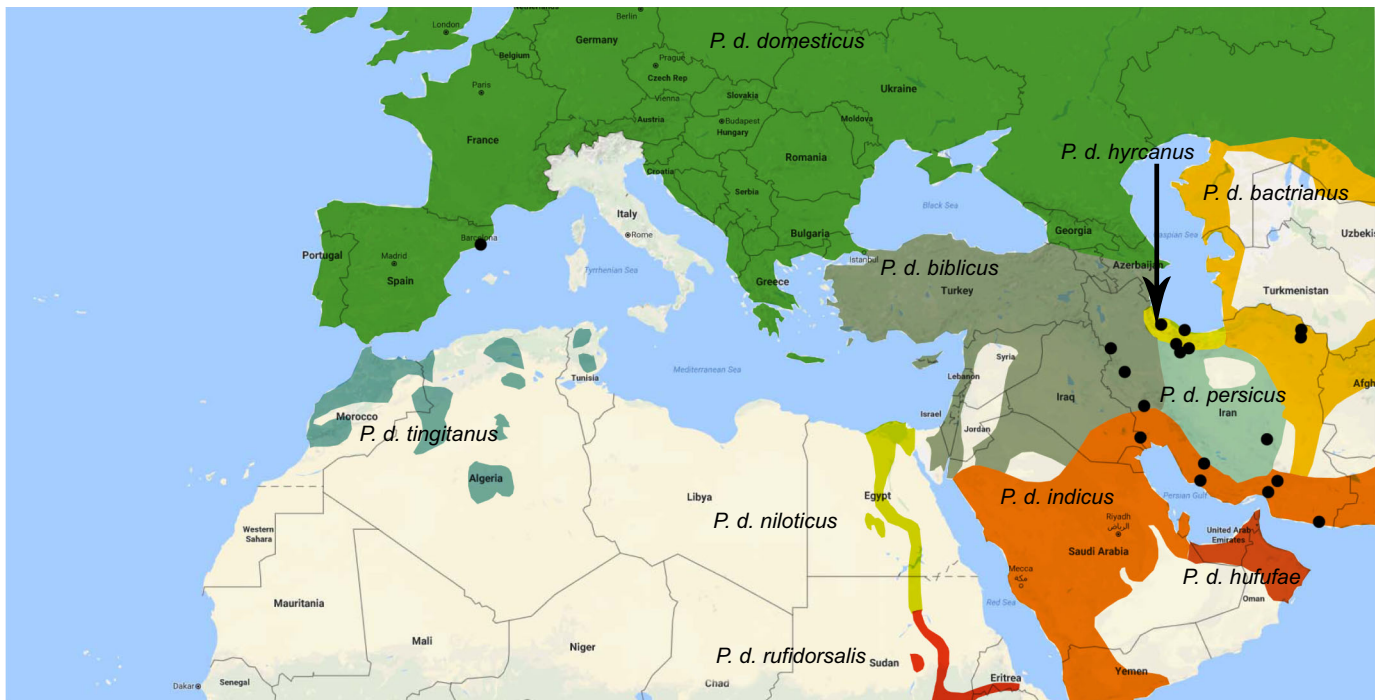 London
Berlin
Netherlands
Germany
P. d. domesticus
Belgium
Prague
Czech Rep
Paris
Slovakia
Ukraine
Vienna
Austria
Budapest
Hungary
Moldova
France
P. d. hyrcanus
Romania
Croatia
P. d. bactrianus
Serbia
Italy
Black Sea
Uzbekis
Barcelona
Rome
Bulgaria
Georgia
Caspian Sea
Portugal
Madrid
Istanbul
Azerbaijan
Spain
Tyrrhenian Sea
Greece
P. d. biblicus
Turkey
Turkmenistan
Syria
Mediterranean Sea
Tunisia
Lebanon
Afgh
P. d. persicus
Iraq
Iran
Morocco
Israel
P. d. tingitanus
Jordan
Algeria
Libya
Egypt
P. d. indicus
Persian Gulf
P. d. niloticus
Riyadh
الرياض
Western
Sahara
United Arab
Emirates
Saudi Arabia
Mecca
مكة
P. d. hufufae
Mauritania
Red Sea
Oman
Mali
Niger
P. d. rufidorsalis
Sudan
Chad
Eritrea
Yemen
Dakar
Senegal